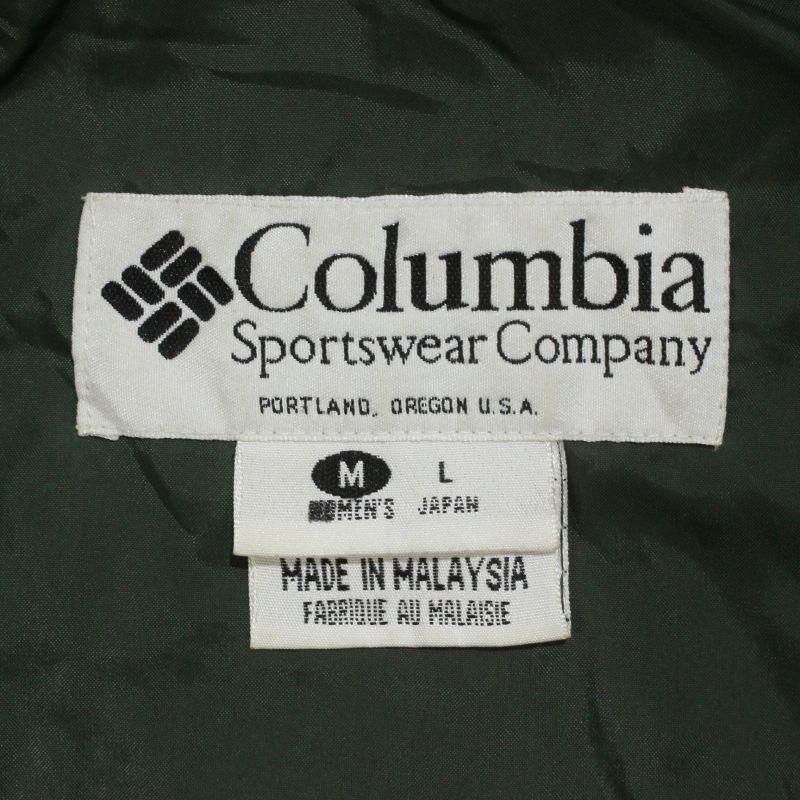 Columbia
Sportswear Company
PORTLAND, OREGON U.S.A.
M L
MEN'S JAPAN
MADE IN MALAYSIA
FABRIQUE AU MALAISIE